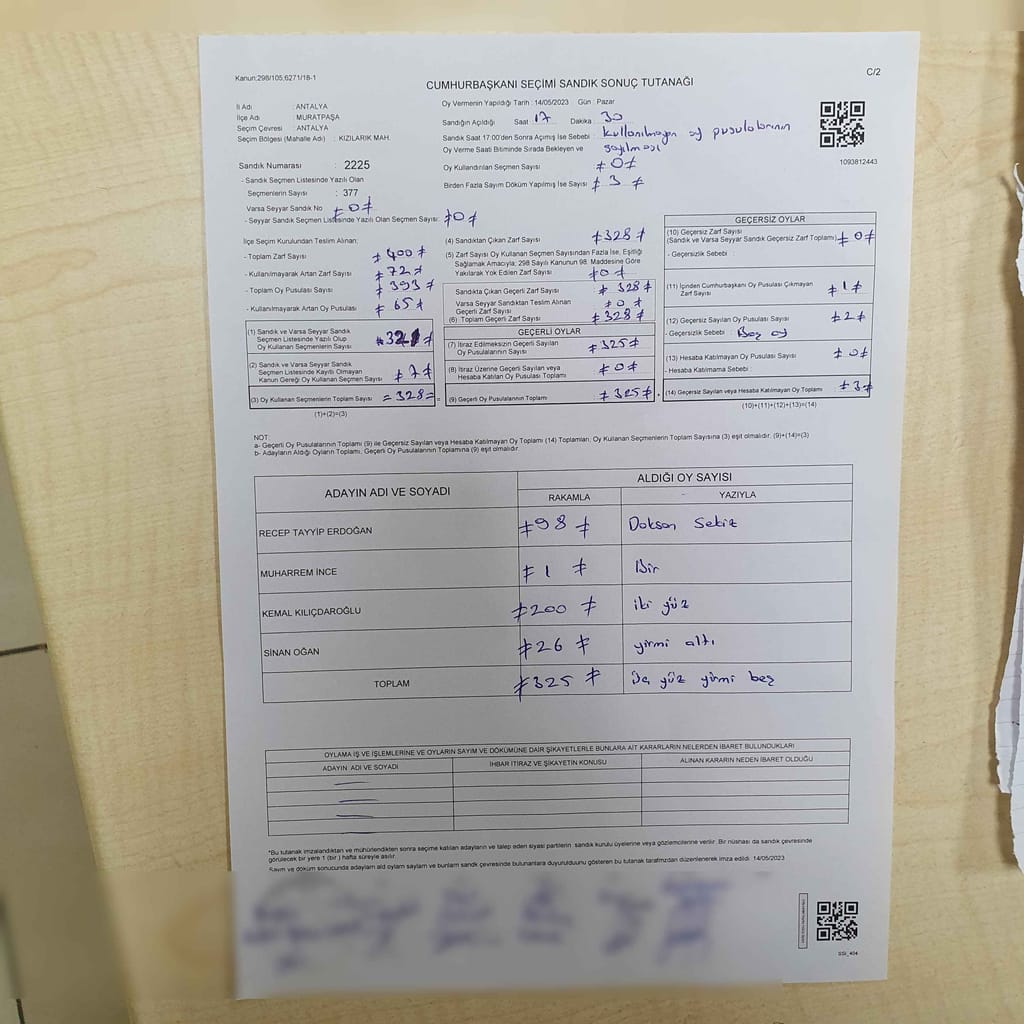 Kanun:298/105,6271/18-1
C/2
CUMHURBAŞKANI SEÇİMİ SANDIK SONUÇ TUTANAĞI
İl Adı : ANTALYA
İlçe Adı : MURATPAŞA
Seçim Çevresi : ANTALYA
Seçim Bölgesi (Mahalle Adı) : KIZILARIK MAH.
Oy Vermenin Yapıldığı Tarih : 14/05/2023 Gün : Pazar
Sandığın Açıldığı Saat 17 Dakika 30
Sandık Saat 17:00'den Sonra Açımış İse Sebebi : kullanılmayan oy pusulalarının
Oy Verme Saati Bitiminde Sırada Bekleyen ve sayılması
Oy Kullandırılan Seçmen Sayısı ≠0≠
Birden Fazla Sayım Döküm Yapılmış İse Sayısı ≠ 3 ≠
1093812443
Sandık Numarası : 2225
- Sandık Seçmen Listesinde Yazılı Olan
Seçmenlerin Sayısı : 377
Varsa Seyyar Sandık No ≠0≠
- Seyyar Sandık Seçmen Listesinde Yazılı Olan Seçmen Sayısı: ≠0≠
İlçe Seçim Kurulundan Teslim Alınan:
- Toplam Zarf Sayısı ≠400≠
- Kullanılmayarak Artan Zarf Sayısı ≠72≠
- Toplam Oy Pusulası Sayısı ≠393≠
- Kullanılmayarak Artan Oy Pusulası ≠65≠
(1) Sandık ve Varsa Seyyar Sandık
Seçmen Listesinde Yazılı Olup
Oy Kullanan Seçmenlerin Sayısı ≠321≠
(2) Sandık ve Varsa Seyyar Sandık
Seçmen Listesinde Kayıtlı Olmayan
Kanun Gereği Oy Kullanan Seçmen Sayısı ≠7≠
(3) Oy Kullanan Seçmenlerin Toplam Sayısı =328=
(1)+(2)=(3)
(4) Sandıktan Çıkan Zarf Sayısı ≠328≠
(5) Zarf Sayısı Oy Kullanan Seçmen Sayısından Fazla İse, Eşitliği
Sağlamak Amacıyla; 298 Sayılı Kanunun 98. Maddesine Göre
Yakılarak Yok Edilen Zarf Sayısı ≠0≠
Sandıkta Çıkan Geçerli Zarf Sayısı ≠328≠
Varsa Seyyar Sandıktan Teslim Alınan
Geçerli Zarf Sayısı ≠0≠
(6) Toplam Geçerli Zarf Sayısı ≠328≠
GEÇERLİ OYLAR
(7) İtiraz Edilmeksizin Geçerli Sayılan
Oy Pusulalarının Sayısı ≠325≠
(8) İtiraz Üzerine Geçerli Sayılan veya
Hesaba Katılan Oy Pusulası Toplamı ≠0≠
(9) Geçerli Oy Pusulalarının Toplamı ≠325≠
GEÇERSİZ OYLAR
(10) Geçersiz Zarf Sayısı
(Sandık ve Varsa Seyyar Sandık Geçersiz Zarf Toplamı) ≠0≠
- Geçersizlik Sebebi :
(11) İçinden Cumhurbaşkanı Oy Pusulası Çıkmayan
Zarf Sayısı ≠1≠
(12) Geçersiz Sayılan Oy Pusulası Sayısı ≠2≠
- Geçersizlik Sebebi : Boş oy
(13) Hesaba Katılmayan Oy Pusulası Sayısı ≠0≠
- Hesaba Katılmama Sebebi :
(14) Geçersiz Sayılan veya Hesaba Katılmayan Oy Toplamı ≠3≠
(10)+(11)+(12)+(13)=(14)
NOT:
a- Geçerli Oy Pusulalarının Toplamı (9) ile Geçersiz Sayılan veya Hesaba Katılmayan Oy Toplamı (14) Toplamları, Oy Kullanan Seçmenlerin Toplam Sayısına (3) eşit olmalıdır. (9)+(14)=(3)
b- Adayların Aldığı Oyların Toplamı, Geçerli Oy Pusulalarının Toplamına (9) eşit olmalıdır.
ADAYIN ADI VE SOYADI ALDIĞI OY SAYISI
RAKAMLA YAZIYLA
RECEP TAYYİP ERDOĞAN ≠98≠ Doksan Sekiz
MUHARREM İNCE ≠1≠ Bir
KEMAL KILIÇDAROĞLU ≠200≠ iki yüz
SİNAN OĞAN ≠26≠ yirmi altı
TOPLAM ≠325≠ üç yüz yirmi beş
OYLAMA İŞ VE İŞLEMLERİNE VE OYLARIN SAYIM VE DÖKÜMÜNE DAİR ŞİKAYETLERLE BUNLARA AİT KARARLARIN NELERDEN İBARET BULUNDUKLARI
ADAYIN ADI VE SOYADI İHBAR İTİRAZ VE ŞİKAYETİN KONUSU ALINAN KARARIN NEDEN İBARET OLDUĞU
*Bu tutanak imzalandıktan ve mühürlendikten sonra seçime katılan adayların ve talep eden siyasi partilerin sandık kurulu üyelerine veya gözlemcilerine verilir. Bir nüshası da sandık çevresinde
görülecek bir yere 1 (bir ) hafta süreyle asılır.
Sayım ve döküm sonucunda adayların aldığı oyların sayılarını ve bunların sandık çevresinde bulunanlara duyurulduğunu gösteren bu tutanak tarafımızdan düzenlenerek imza edildi. 14/05/2023
SSI_404